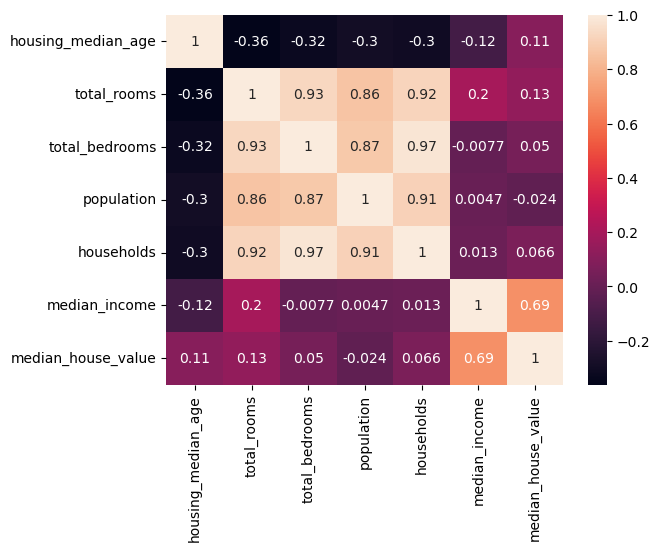 housing_median_age 1 -0.36 -0.32 -0.3 -0.3 -0.12 0.11
total_rooms -0.36 1 0.93 0.86 0.92 0.2 0.13
total_bedrooms -0.32 0.93 1 0.87 0.97 -0.0077 0.05
population -0.3 0.86 0.87 1 0.91 0.0047 -0.024
households -0.3 0.92 0.97 0.91 1 0.013 0.066
median_income -0.12 0.2 -0.0077 0.0047 0.013 1 0.69
median_house_value 0.11 0.13 0.05 -0.024 0.066 0.69 1
housing_median_age
total_rooms
total_bedrooms
population
households
median_income
median_house_value
1.0
0.8
0.6
0.4
0.2
0.0
−0.2